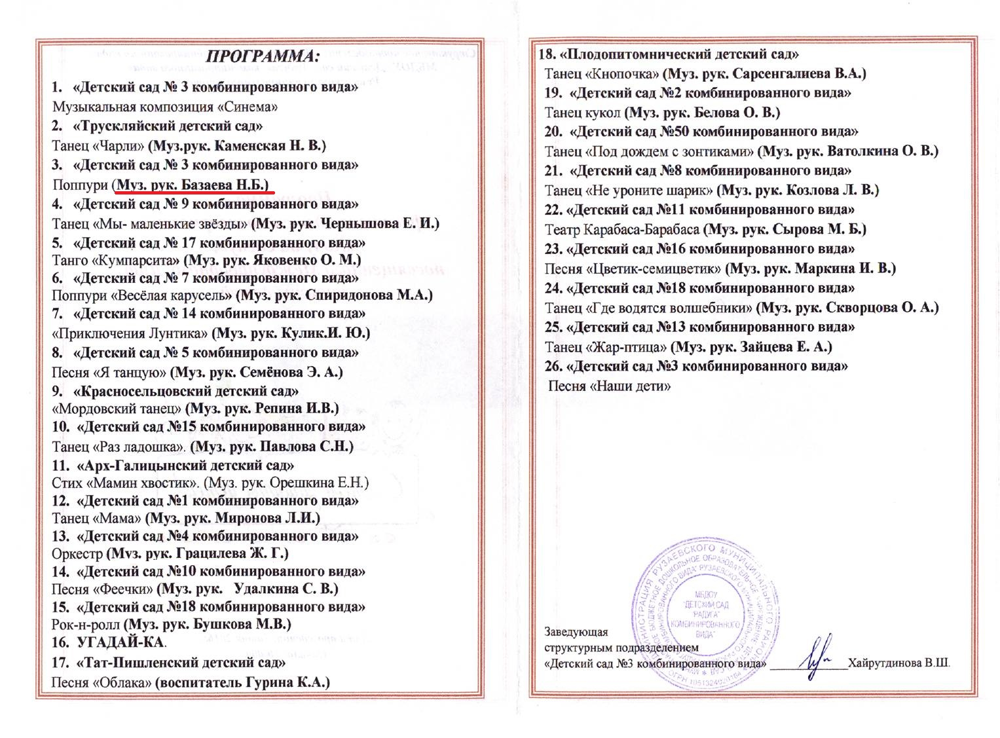 ПРОГРАММА:
1. «Детский сад № 3 комбинированного вида»
Музыкальная композиция «Синема»
2. «Трускляйский детский сад»
Танец «Чарли» (Муз.рук. Каменская Н. В.)
3. «Детский сад № 3 комбинированного вида»
Поппури (Муз. рук. Базаева Н.Б.)
4. «Детский сад № 9 комбинированного вида»
Танец «Мы- маленькие звёзды» (Муз. рук. Чернышова Е. И.)
5. «Детский сад № 17 комбинированного вида»
Танго «Кумпарсита» (Муз. рук. Яковенко О. М.)
6. «Детский сад № 7 комбинированного вида»
Поппури «Весёлая карусель» (Муз. рук. Спиридонова М.А.)
7. «Детский сад № 14 комбинированного вида»
«Приключения Лунтика» (Муз. рук. Кулик.И. Ю.)
8. «Детский сад № 5 комбинированного вида»
Песня «Я танцую» (Муз. рук. Семёнова Э. А.)
9. «Красносельцовский детский сад»
«Мордовский танец» (Муз. рук. Репина И.В.)
10. «Детский сад №15 комбинированного вида»
Танец «Раз ладошка». (Муз. рук. Павлова С.Н.)
11. «Арх-Галицынский детский сад»
Стих «Мамин хвостик». (Муз. рук. Орешкина Е.Н.)
12. «Детский сад №1 комбинированного вида»
Танец «Мама» (Муз. рук. Миронова Л.И.)
13. «Детский сад №4 комбинированного вида»
Оркестр (Муз. рук. Грацилева Ж. Г.)
14. «Детский сад №10 комбинированного вида»
Песня «Феечки» (Муз. рук. Удалкина С. В.)
15. «Детский сад №18 комбинированного вида»
Рок-н-ролл (Муз. рук. Бушкова М.В.)
16. УГАДАЙ-КА.
17. «Тат-Пишленский детский сад»
Песня «Облака» (воспитатель Гурина К.А.)
18. «Плодопитомнический детский сад»
Танец «Кнопочка» (Муз. рук. Сарсенгалиева В.А.)
19. «Детский сад №2 комбинированного вида»
Танец кукол (Муз. рук. Белова О. В.)
20. «Детский сад №50 комбинированного вида»
Танец «Под дождем с зонтиками» (Муз. рук. Ватолкина О. В.)
21. «Детский сад №8 комбинированного вида»
Танец «Не уроните шарик» (Муз. рук. Козлова Л. В.)
22. «Детский сад №11 комбинированного вида»
Театр Карабаса-Барабаса (Муз. рук. Сырова М. Б.)
23. «Детский сад №16 комбинированного вида»
Песня «Цветик-семицветик» (Муз. рук. Маркина И. В.)
24. «Детский сад №18 комбинированного вида»
Танец «Где водятся волшебники» (Муз. рук. Скворцова О. А.)
25. «Детский сад №13 комбинированного вида»
Танец «Жар-птица» (Муз. рук. Зайцева Е. А.)
26. «Детский сад №3 комбинированного вида»
Песня «Наши дети»
МБДОУ
"ДЕТСКИЙ САД
"РАДУГА"
КОМБИНИРОВАННОГО
ВИДА"
Заведующая
структурным подразделением
«Детский сад №3 комбинированного вида» ____________Хайрутдинова В.Ш.